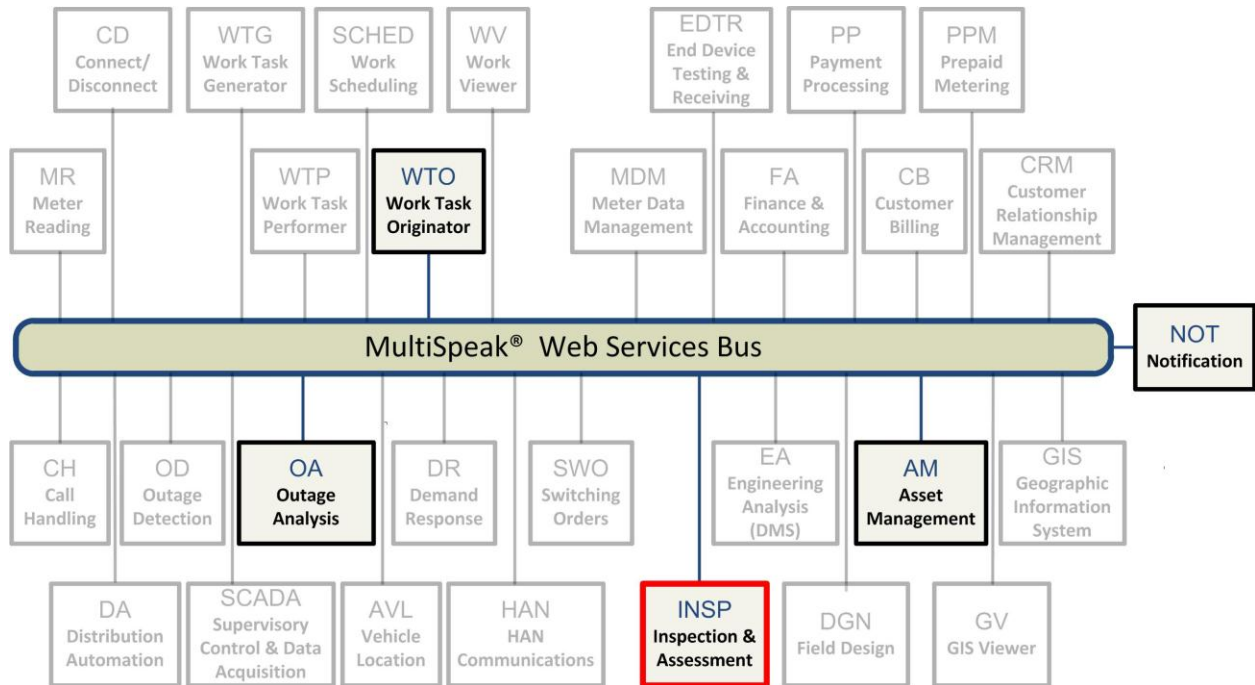 CD
Connect/
Disconnect
WTG
Work Task
Generator
SCHED
Work
Scheduling
WV
Work
Viewer
EDTR
End Device
Testing &
Receiving
PP
Payment
Processing
PPM
Prepaid
Metering
MR
Meter
Reading
WTP
Work Task
Performer
WTO
Work Task
Originator
MDM
Meter Data
Management
FA
Finance &
Accounting
CB
Customer
Billing
CRM
Customer
Relationship
Management
MultiSpeak® Web Services Bus
NOT
Notification
CH
Call
Handling
OD
Outage
Detection
OA
Outage
Analysis
DR
Demand
Response
SWO
Switching
Orders
EA
Engineering
Analysis
(DMS)
AM
Asset
Management
GIS
Geographic
Information
System
DA
Distribution
Automation
SCADA
Supervisory
Control & Data
Acquisition
AVL
Vehicle
Location
HAN
HAN
Communications
INSP
Inspection &
Assessment
DGN
Field Design
GV
GIS Viewer